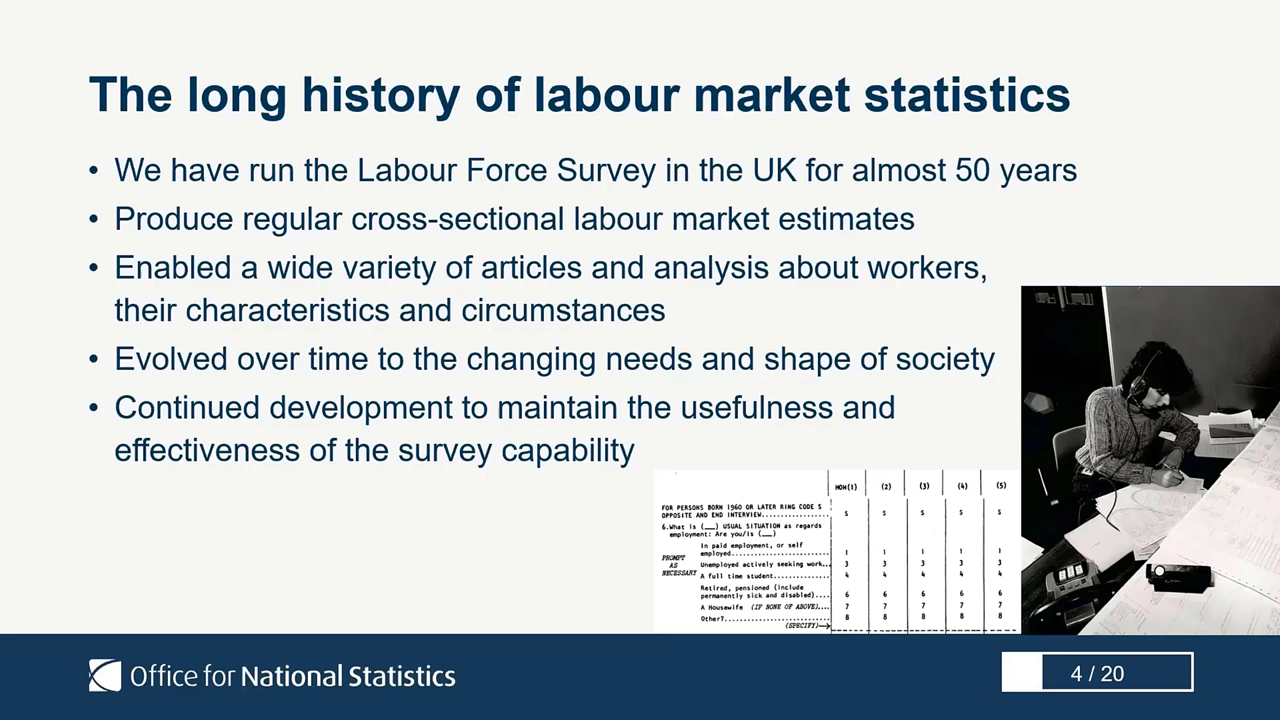 The long history of labour market statistics
• We have run the Labour Force Survey in the UK for almost 50 years
• Produce regular cross-sectional labour market estimates
• Enabled a wide variety of articles and analysis about workers,
their characteristics and circumstances
• Evolved over time to the changing needs and shape of society
• Continued development to maintain the usefulness and
effectiveness of the survey capability
HOH(1) (2) (3) (4) (5)
FOR PERSONS BORN 1960 OR LATER RING CODE 5
OPPOSITE AND END INTERVIEW............... 5 5 5 5 5
6.What is (__) USUAL SITUATION as regards
employment: Are you/is (__)
PROMPT AS NECESSARY
In paid employment, or self
employed........................ 1 1 1 1 1
Unemployed actively seeking work... 3 3 3 3 3
A full time student............. 4 4 4 4 4
Retired, pensioned (include
permanently sick and disabled).... 6 6 6 6 6
A Housewife (IF NONE OF ABOVE).... 7 7 7 7 7
Other?........................ 8 8 8 8 8
(SPECIFY)→
Office for National Statistics
4 / 20